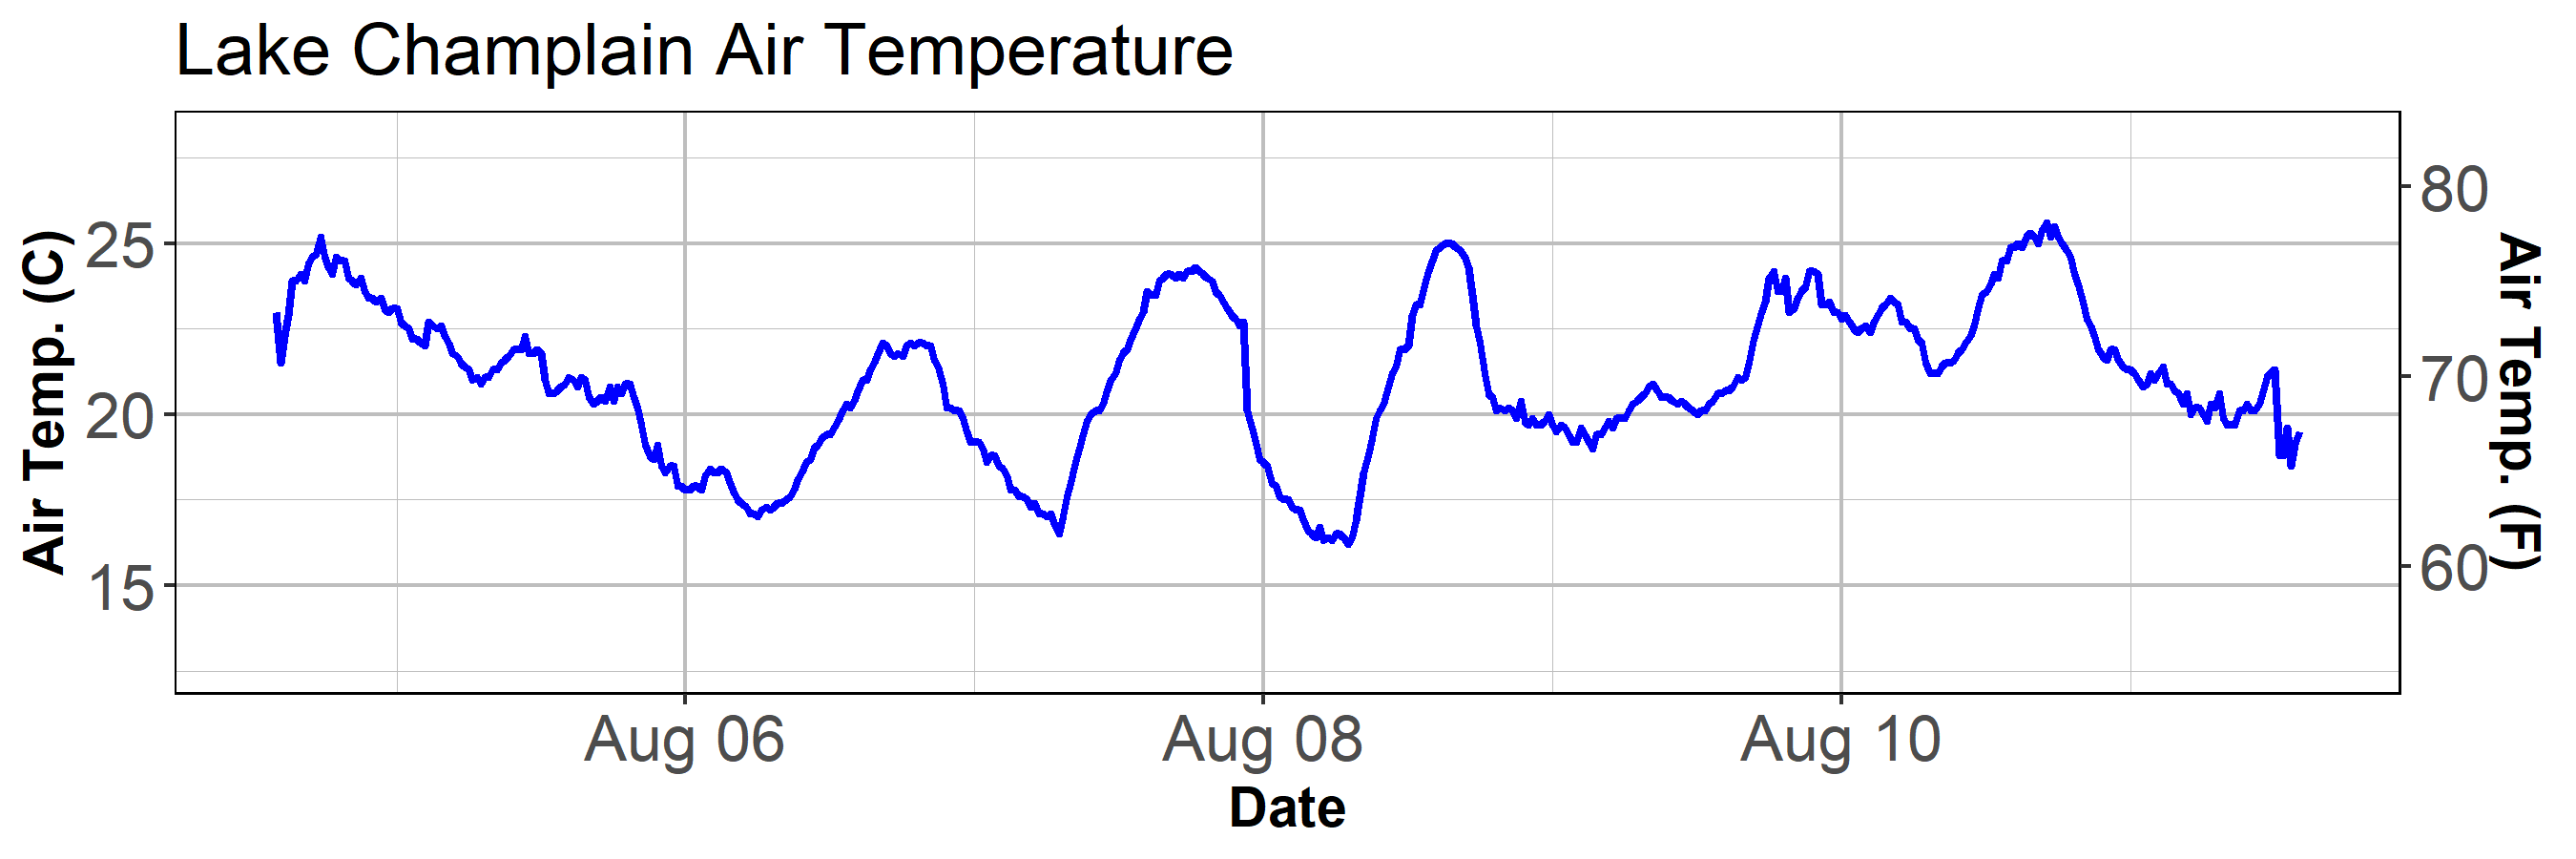 Lake Champlain Air Temperature
Air Temp. (C)
25
20
15
80
70
60
Air Temp. (F)
Aug 06
Aug 08
Aug 10
Date